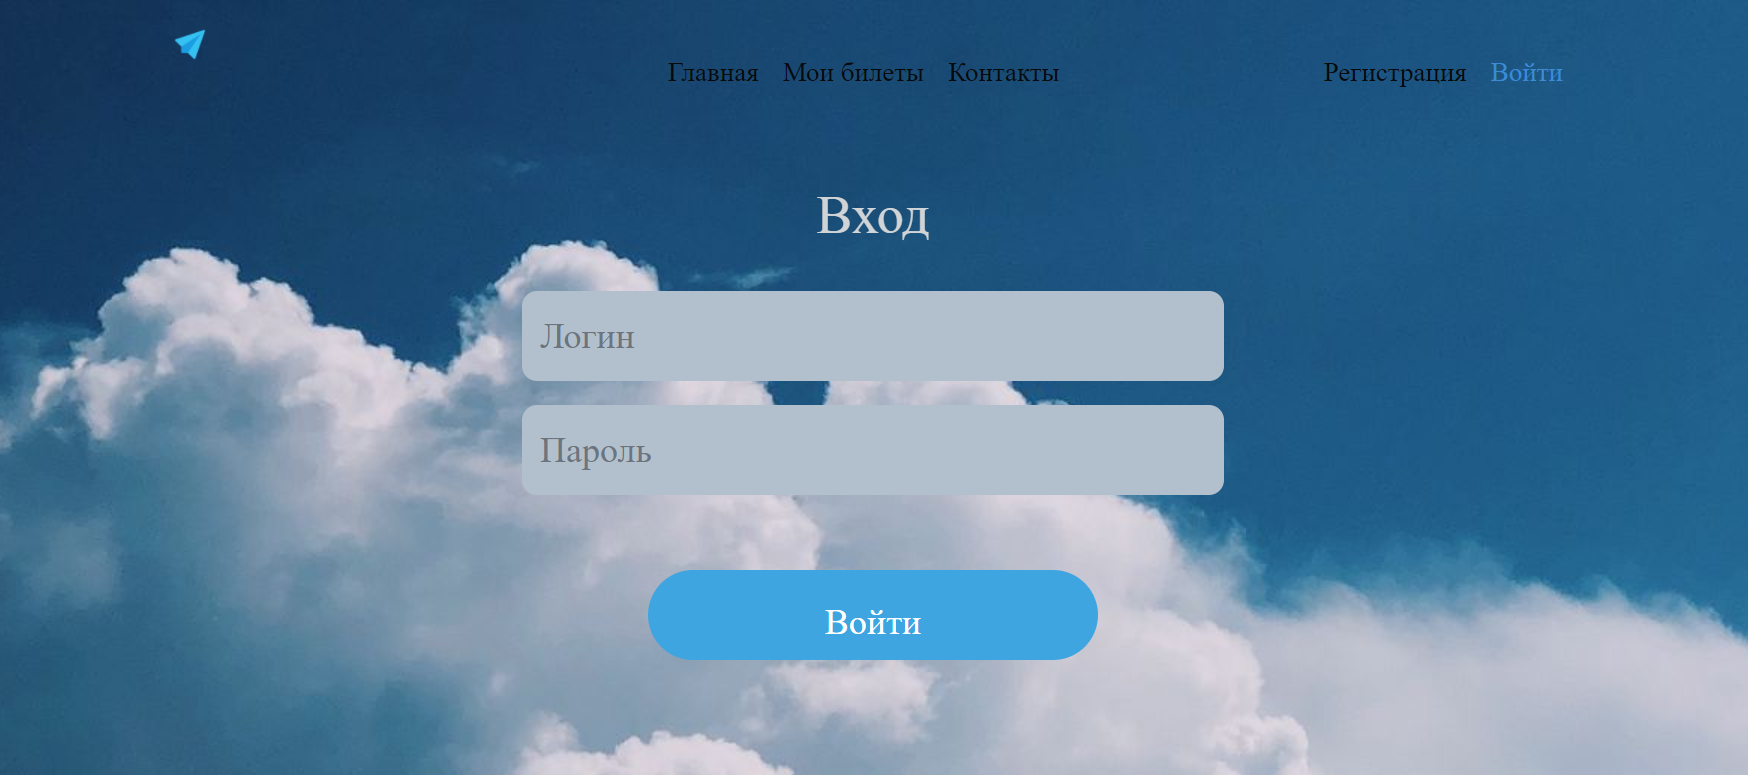 Главная Мои билеты Контакты Регистрация Войти
Вход
Логин
Пароль
Войти